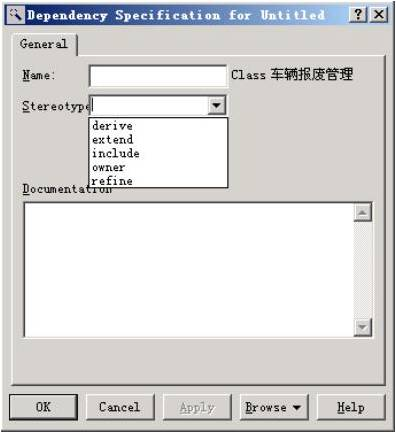 Dependency Specification for Untitled
General
Name:
Class 车辆报废管理
Stereotype
derive
extend
include
owner
refine
Documentation
OK Cancel Apply Browse Help